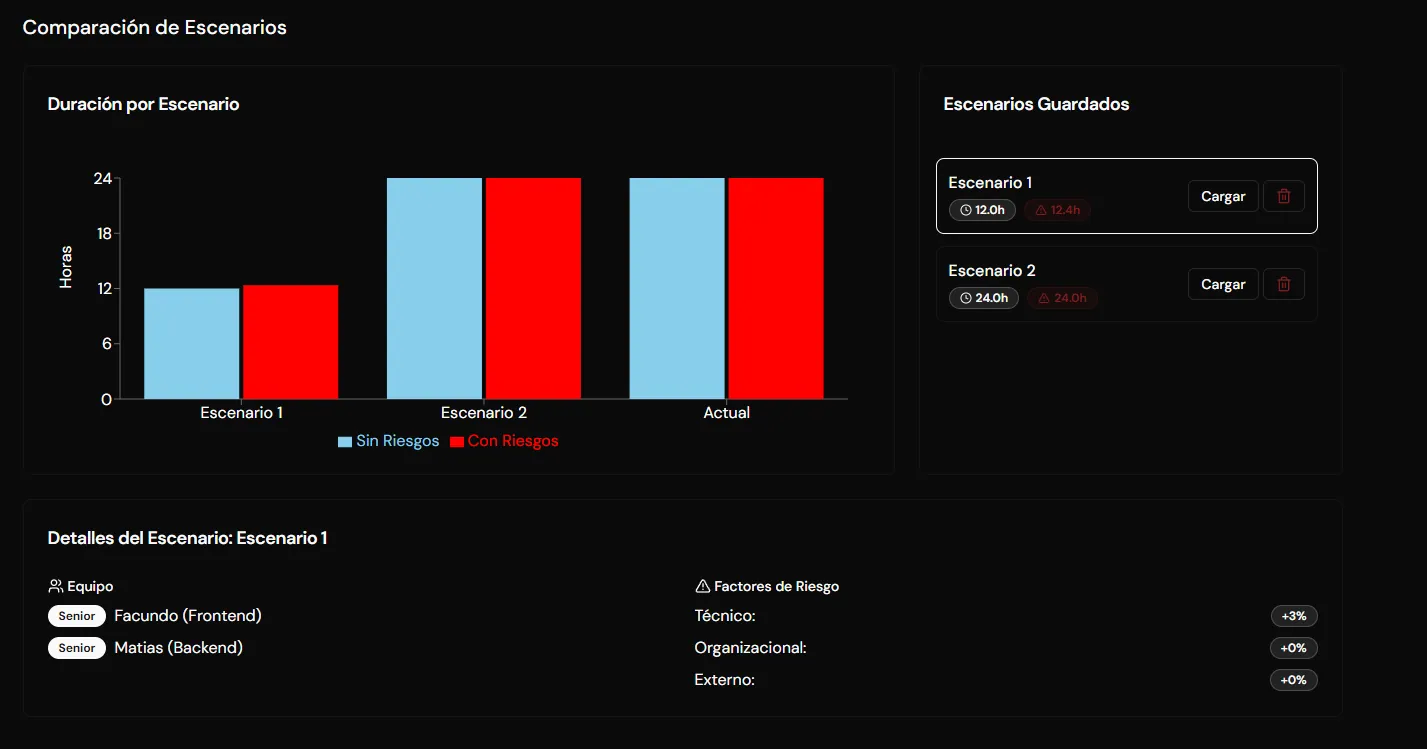 Comparación de Escenarios
Duración por Escenario
Horas
24
18
12
6
0
Escenario 1
Escenario 2
Actual
Sin Riesgos
Con Riesgos
Escenarios Guardados
Escenario 1
12.0h
12.4h
Cargar
Escenario 2
24.0h
24.0h
Cargar
Detalles del Escenario: Escenario 1
Equipo
Senior Facundo (Frontend)
Senior Matias (Backend)
Factores de Riesgo
Técnico: +3%
Organizacional: +0%
Externo: +0%